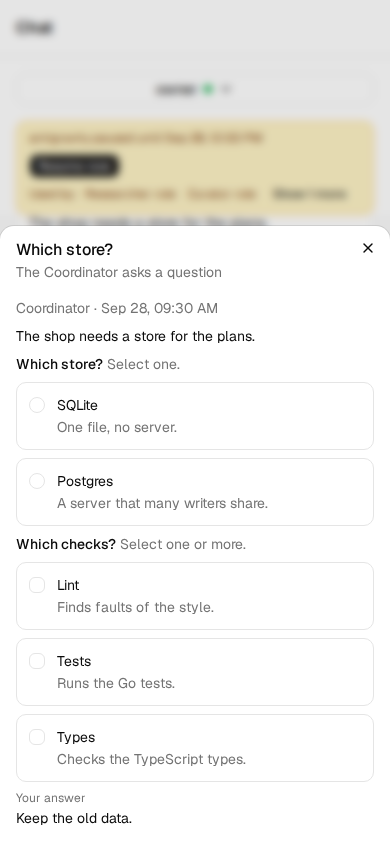 Chat
Which store?
The Coordinator asks a question
Coordinator · Sep 28, 09:30 AM
The shop needs a store for the plans.
Which store? Select one.
SQLite
One file, no server.
Postgres
A server that many writers share.
Which checks? Select one or more.
Lint
Finds faults of the style.
Tests
Runs the Go tests.
Types
Checks the TypeScript types.
Your answer
Keep the old data.